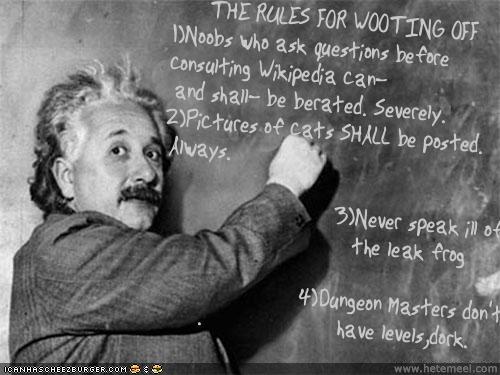 THE RULES FOR WOOTING OFF
1)Noobs who ask questions before
consulting Wikipedia can-
and shall- be berated. Severely.
2)Pictures of cats SHALL be posted.
Always.
3)Never speak ill of
the leak frog
4)Dungeon Masters don't
have levels,dork.
ICANHASCHEEZBURGER.COM
www.hetemeel.com